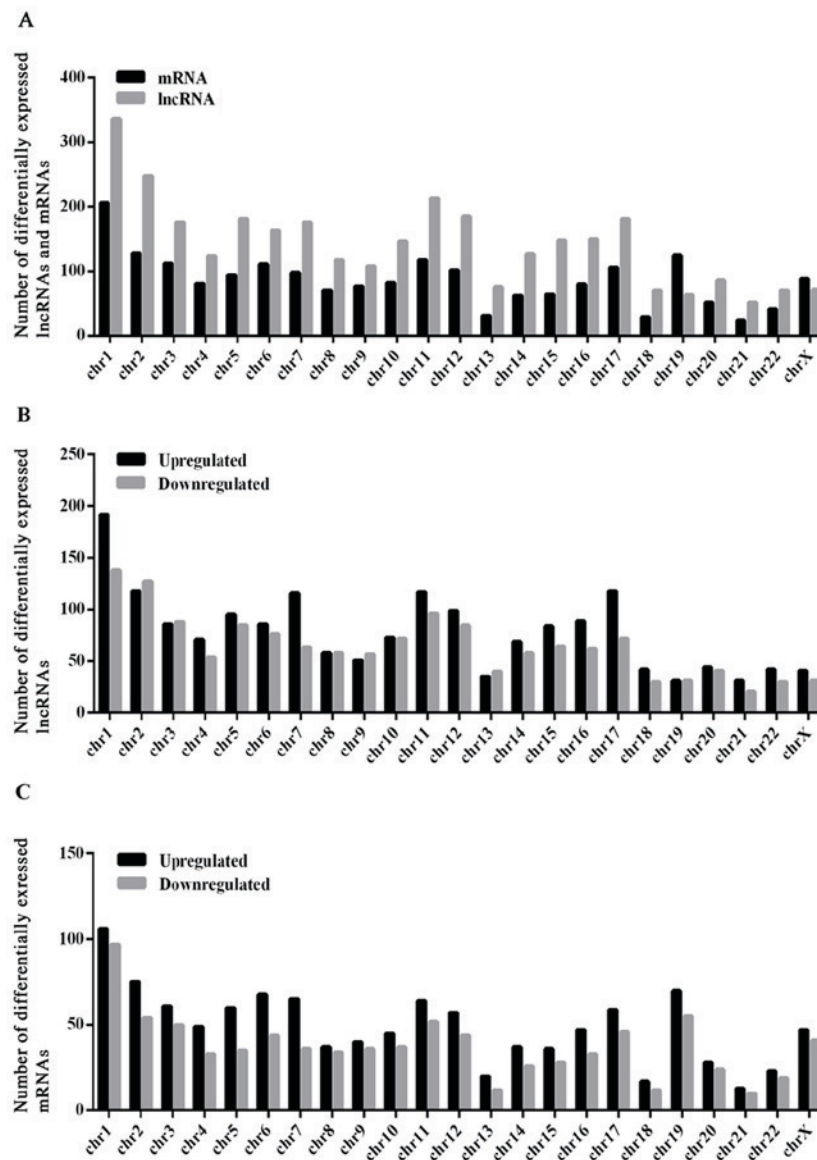 A
Number of differentially expressed
lncRNAs and mRNAs
400
300
200
100
0
mRNA
lncRNA
chr1 chr2 chr3 chr4 chr5 chr6 chr7 chr8 chr9 chr10 chr11 chr12 chr13 chr14 chr15 chr16 chr17 chr18 chr19 chr20 chr21 chr22 chrX
B
Number of differentially expressed
lncRNAs
250
200
150
100
50
0
Upregulated
Downregulated
chr1 chr2 chr3 chr4 chr5 chr6 chr7 chr8 chr9 chr10 chr11 chr12 chr13 chr14 chr15 chr16 chr17 chr18 chr19 chr20 chr21 chr22 chrX
C
Number of differentially exressed
mRNAs
150
100
50
0
Upregulated
Downregulated
chr1 chr2 chr3 chr4 chr5 chr6 chr7 chr8 chr9 chr10 chr11 chr12 chr13 chr14 chr15 chr16 chr17 chr18 chr19 chr20 chr21 chr22 chrX